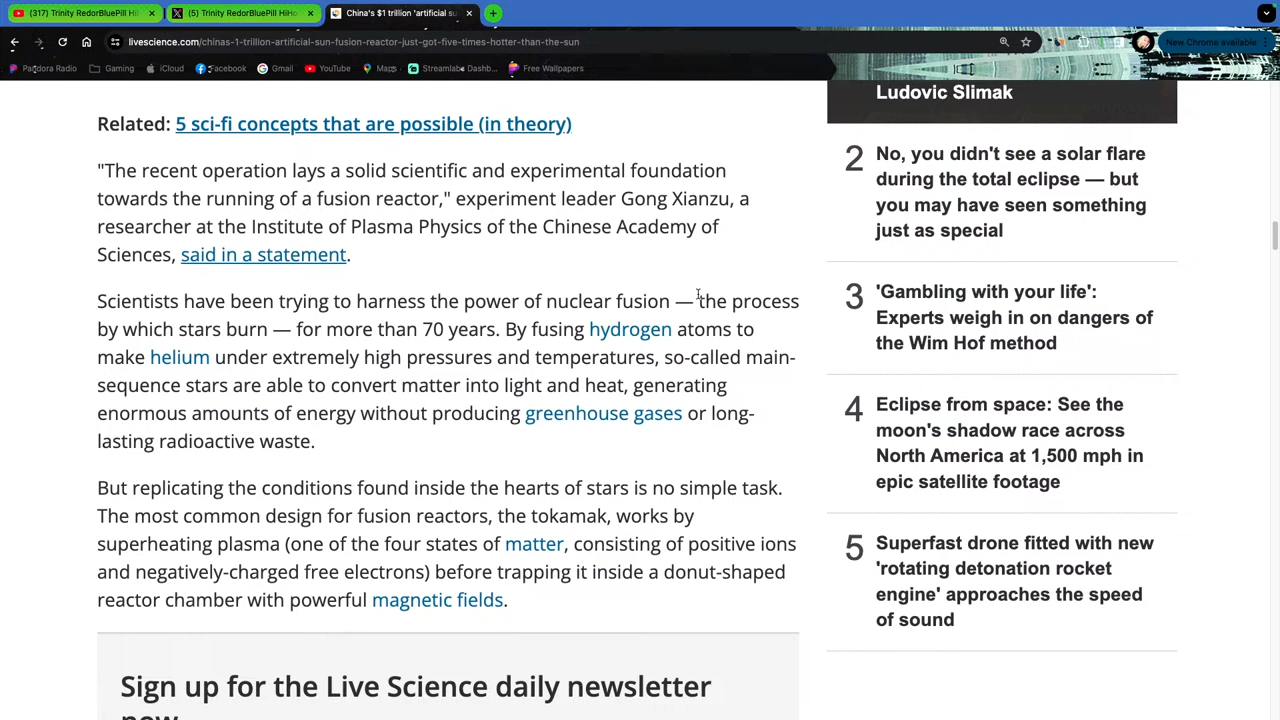 (317) Trinity RedorBluePill Hi
(5) Trinity RedorBluePill HiHo
China's $1 trillion 'artificial su
livescience.com/chinas-1-trillion-artificial-sun-fusion-reactor-just-got-five-times-hotter-than-the-sun
New Chrome available
Pandora Radio
Gaming
iCloud
Facebook
Gmail
YouTube
Maps
Streamlabs Dashb...
Free Wallpapers
Related: 5 sci-fi concepts that are possible (in theory)
"The recent operation lays a solid scientific and experimental foundation
towards the running of a fusion reactor," experiment leader Gong Xianzu, a
researcher at the Institute of Plasma Physics of the Chinese Academy of
Sciences, said in a statement.
Scientists have been trying to harness the power of nuclear fusion — the process
by which stars burn — for more than 70 years. By fusing hydrogen atoms to
make helium under extremely high pressures and temperatures, so-called main-
sequence stars are able to convert matter into light and heat, generating
enormous amounts of energy without producing greenhouse gases or long-
lasting radioactive waste.
But replicating the conditions found inside the hearts of stars is no simple task.
The most common design for fusion reactors, the tokamak, works by
superheating plasma (one of the four states of matter, consisting of positive ions
and negatively-charged free electrons) before trapping it inside a donut-shaped
reactor chamber with powerful magnetic fields.
Sign up for the Live Science daily newsletter
now
Ludovic Slimak
2
No, you didn't see a solar flare
during the total eclipse — but
you may have seen something
just as special
3
'Gambling with your life':
Experts weigh in on dangers of
the Wim Hof method
4
Eclipse from space: See the
moon's shadow race across
North America at 1,500 mph in
epic satellite footage
5
Superfast drone fitted with new
'rotating detonation rocket
engine' approaches the speed
of sound